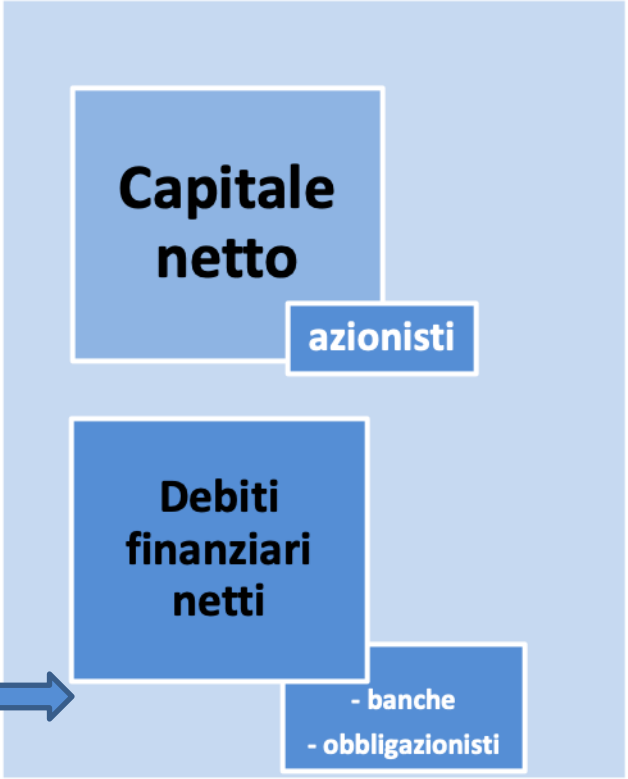 Capitale
netto
azionisti
Debiti
finanziari
netti
- banche
- obbligazionisti